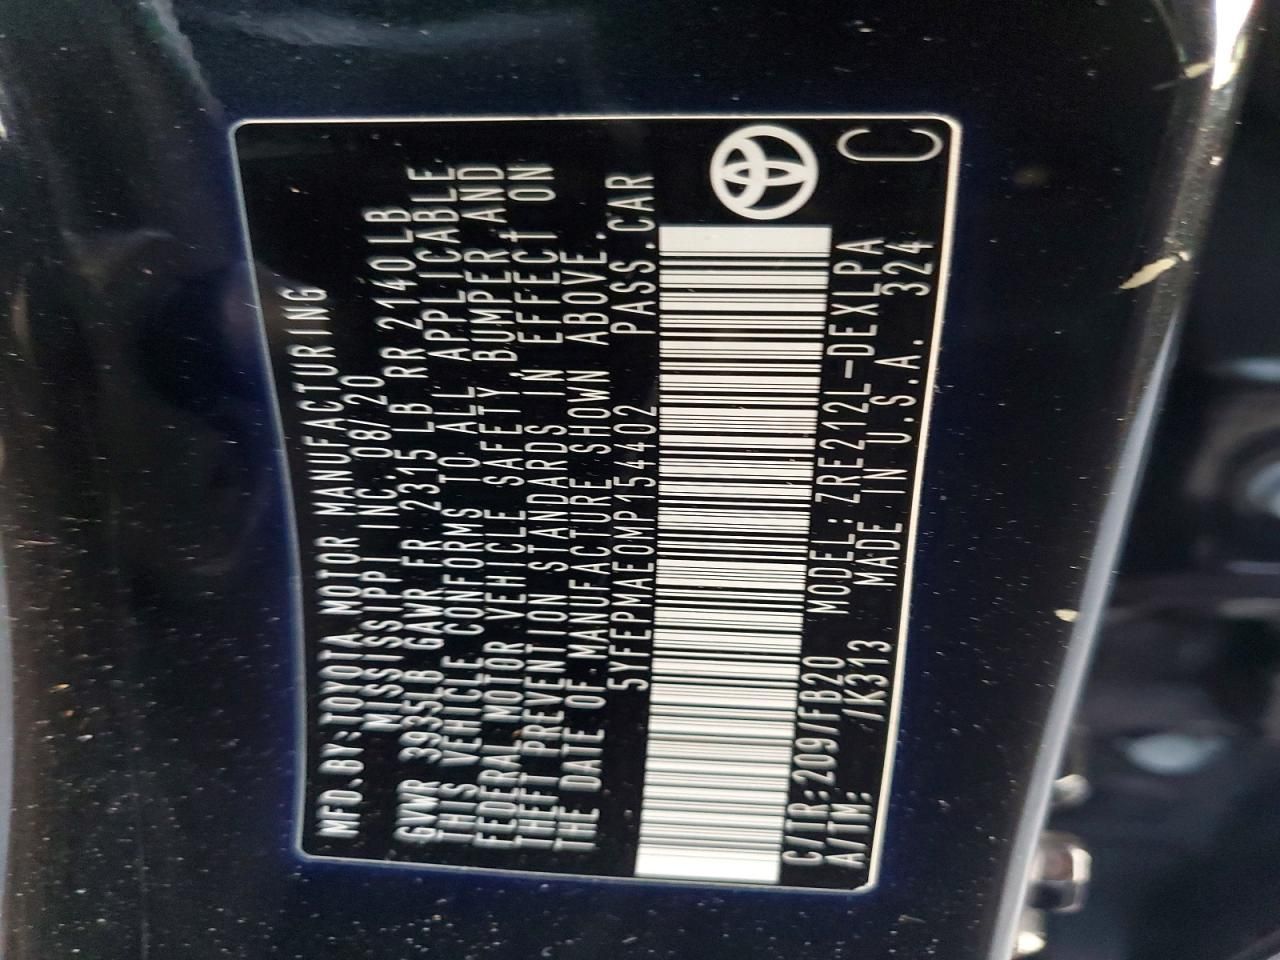 MFD.BY:TOYOTA MOTOR MANUFACTURING
MISSISSIPPI INC.08/20
GVWR 3935LB GAWR FR 2315 LB RR 2140LB
THIS VEHICLE CONFORMS TO ALL APPLICABLE
FEDERAL MOTOR VEHICLE SAFETY,BUMPER AND
THEFT PREVENTION STANDARDS IN EFFECT ON
THE DATE OF MANUFACTURE SHOWN ABOVE.
5YFEPMAE0MP154402 PASS.CAR
C/TR:209/FB20 MODEL:ZRE212L-DEXLPA
A/TM: /K313 MADE IN U.S.A. 324
C